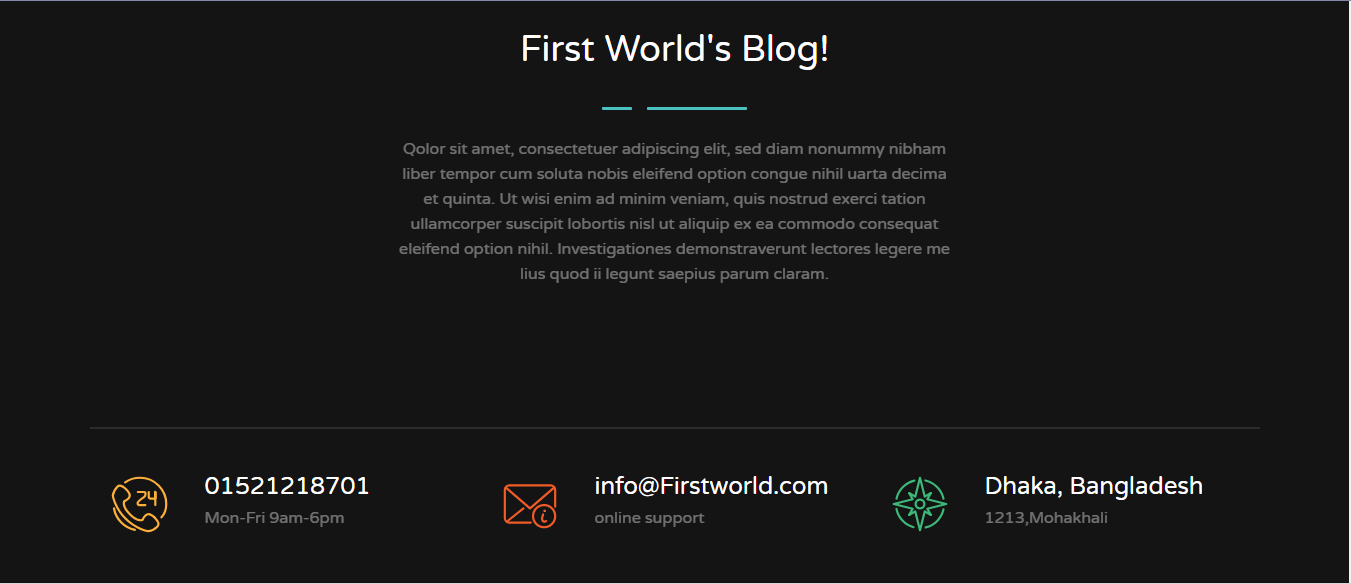 First World's Blog!
Qolor sit amet, consectetuer adipiscing elit, sed diam nonummy nibham
liber tempor cum soluta nobis eleifend option congue nihil uarta decima
et quinta. Ut wisi enim ad minim veniam, quis nostrud exerci tation
ullamcorper suscipit lobortis nisl ut aliquip ex ea commodo consequat
eleifend option nihil. Investigationes demonstraverunt lectores legere me
lius quod ii legunt saepius parum claram.
24
01521218701
Mon-Fri 9am-6pm
i
info@Firstworld.com
online support
Dhaka, Bangladesh
1213,Mohakhali